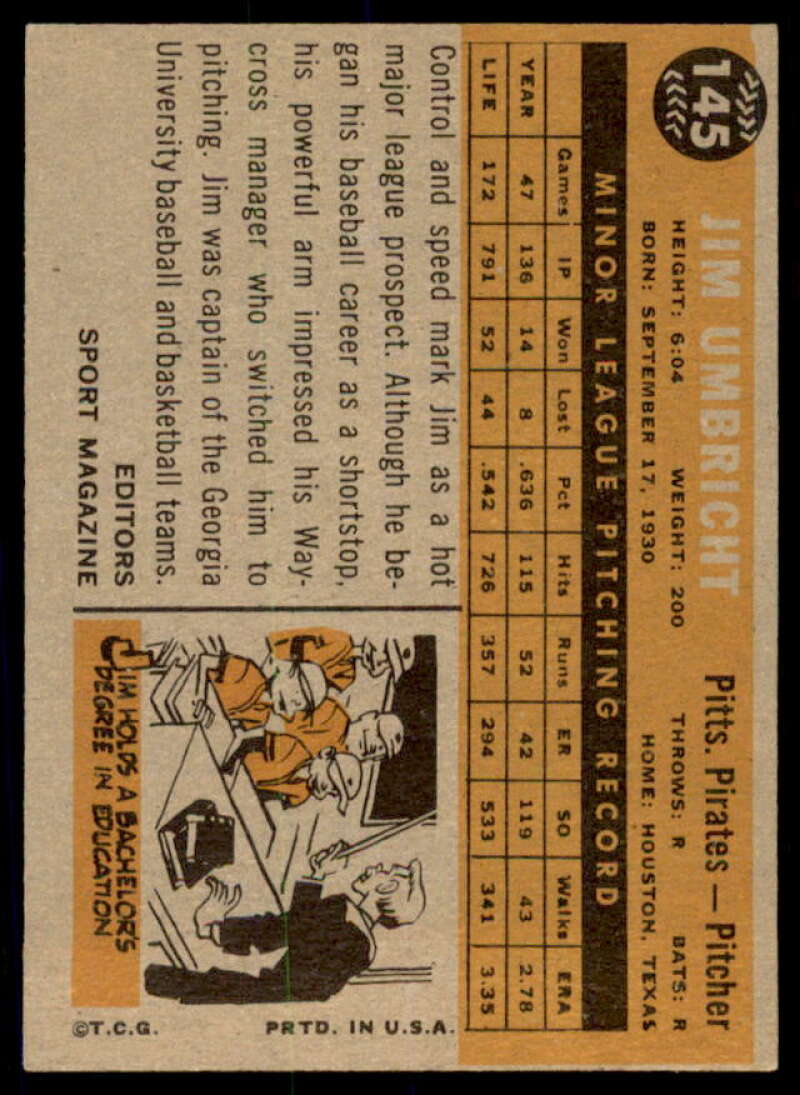 145
JIM UMBRICHT
Pitts. Pirates — Pitcher
HEIGHT: 6:04 WEIGHT: 200 THROWS: R BATS: R
BORN: SEPTEMBER 17, 1930 HOME: HOUSTON, TEXAS
MINOR LEAGUE PITCHING RECORD
Games IP Won Lost Pct Hits Runs ER SO Walks ERA
YEAR 47 136 14 8 .636 115 52 42 119 43 2.78
LIFE 172 791 52 44 .542 726 357 294 533 341 3.35
Control and speed mark Jim as a hot
major league prospect. Although he be-
gan his baseball career as a shortstop,
his powerful arm impressed his Way-
cross manager who switched him to
pitching. Jim was captain of the Georgia
University baseball and basketball teams.
EDITORS
SPORT MAGAZINE
JIM HOLDS A BACHELOR'S
DEGREE IN EDUCATION
©T.C.G. PRTD. IN U.S.A.